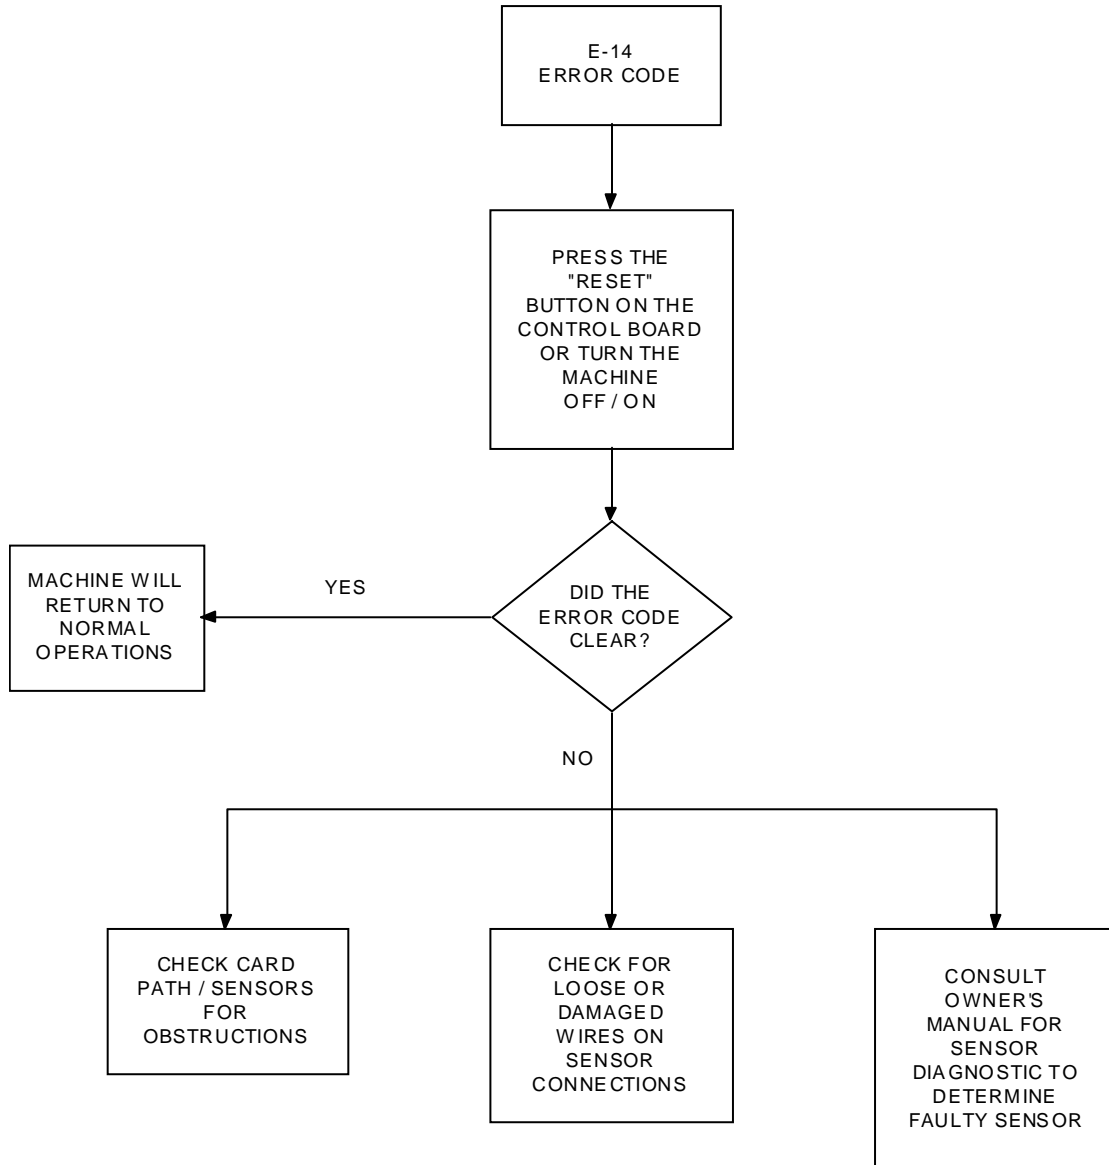 E-14
ERROR CODE
PRESS THE
"RESET"
BUTTON ON THE
CONTROL BOARD
OR TURN THE
MACHINE
OFF / ON
DID THE
ERROR CODE
CLEAR?
YES
MACHINE WILL
RETURN TO
NORMAL
OPERATIONS
NO
CHECK CARD
PATH / SENSORS
FOR
OBSTRUCTIONS
CHECK FOR
LOOSE OR
DAMAGED
WIRES ON
SENSOR
CONNECTIONS
CONSULT
OWNER'S
MANUAL FOR
SENSOR
DIAGNOSTIC TO
DETERMINE
FAULTY SENSOR